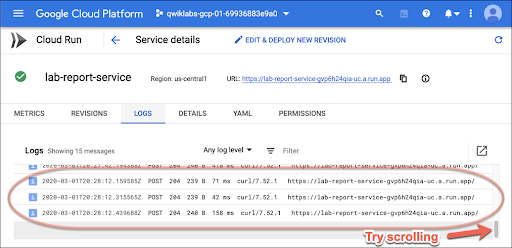 Google Cloud Platform
qwiklabs-gcp-01-69936883e9a0
Cloud Run
Service details
EDIT & DEPLOY NEW REVISION
lab-report-service
Region: us-central1
URL: https://lab-report-service-gvp6h24qia-uc.a.run.app
METRICS REVISIONS LOGS DETAILS YAML PERMISSIONS
Logs Showing 15 messages
Any log level
Filter
i 2020-03-01T20:28:12.159585Z POST 204 239 B 71 ms curl/7.52.1 https://lab-report-service-gvp6h24qia-uc.a.run.app/
i 2020-03-01T20:28:12.315565Z POST 204 239 B 42 ms curl/7.52.1 https://lab-report-service-gvp6h24qia-uc.a.run.app/
i 2020-03-01T20:28:12.439668Z POST 204 240 B 158 ms curl/7.52.1 https://lab-report-service-gvp6h24qia-uc.a.run.app/
Try scrolling